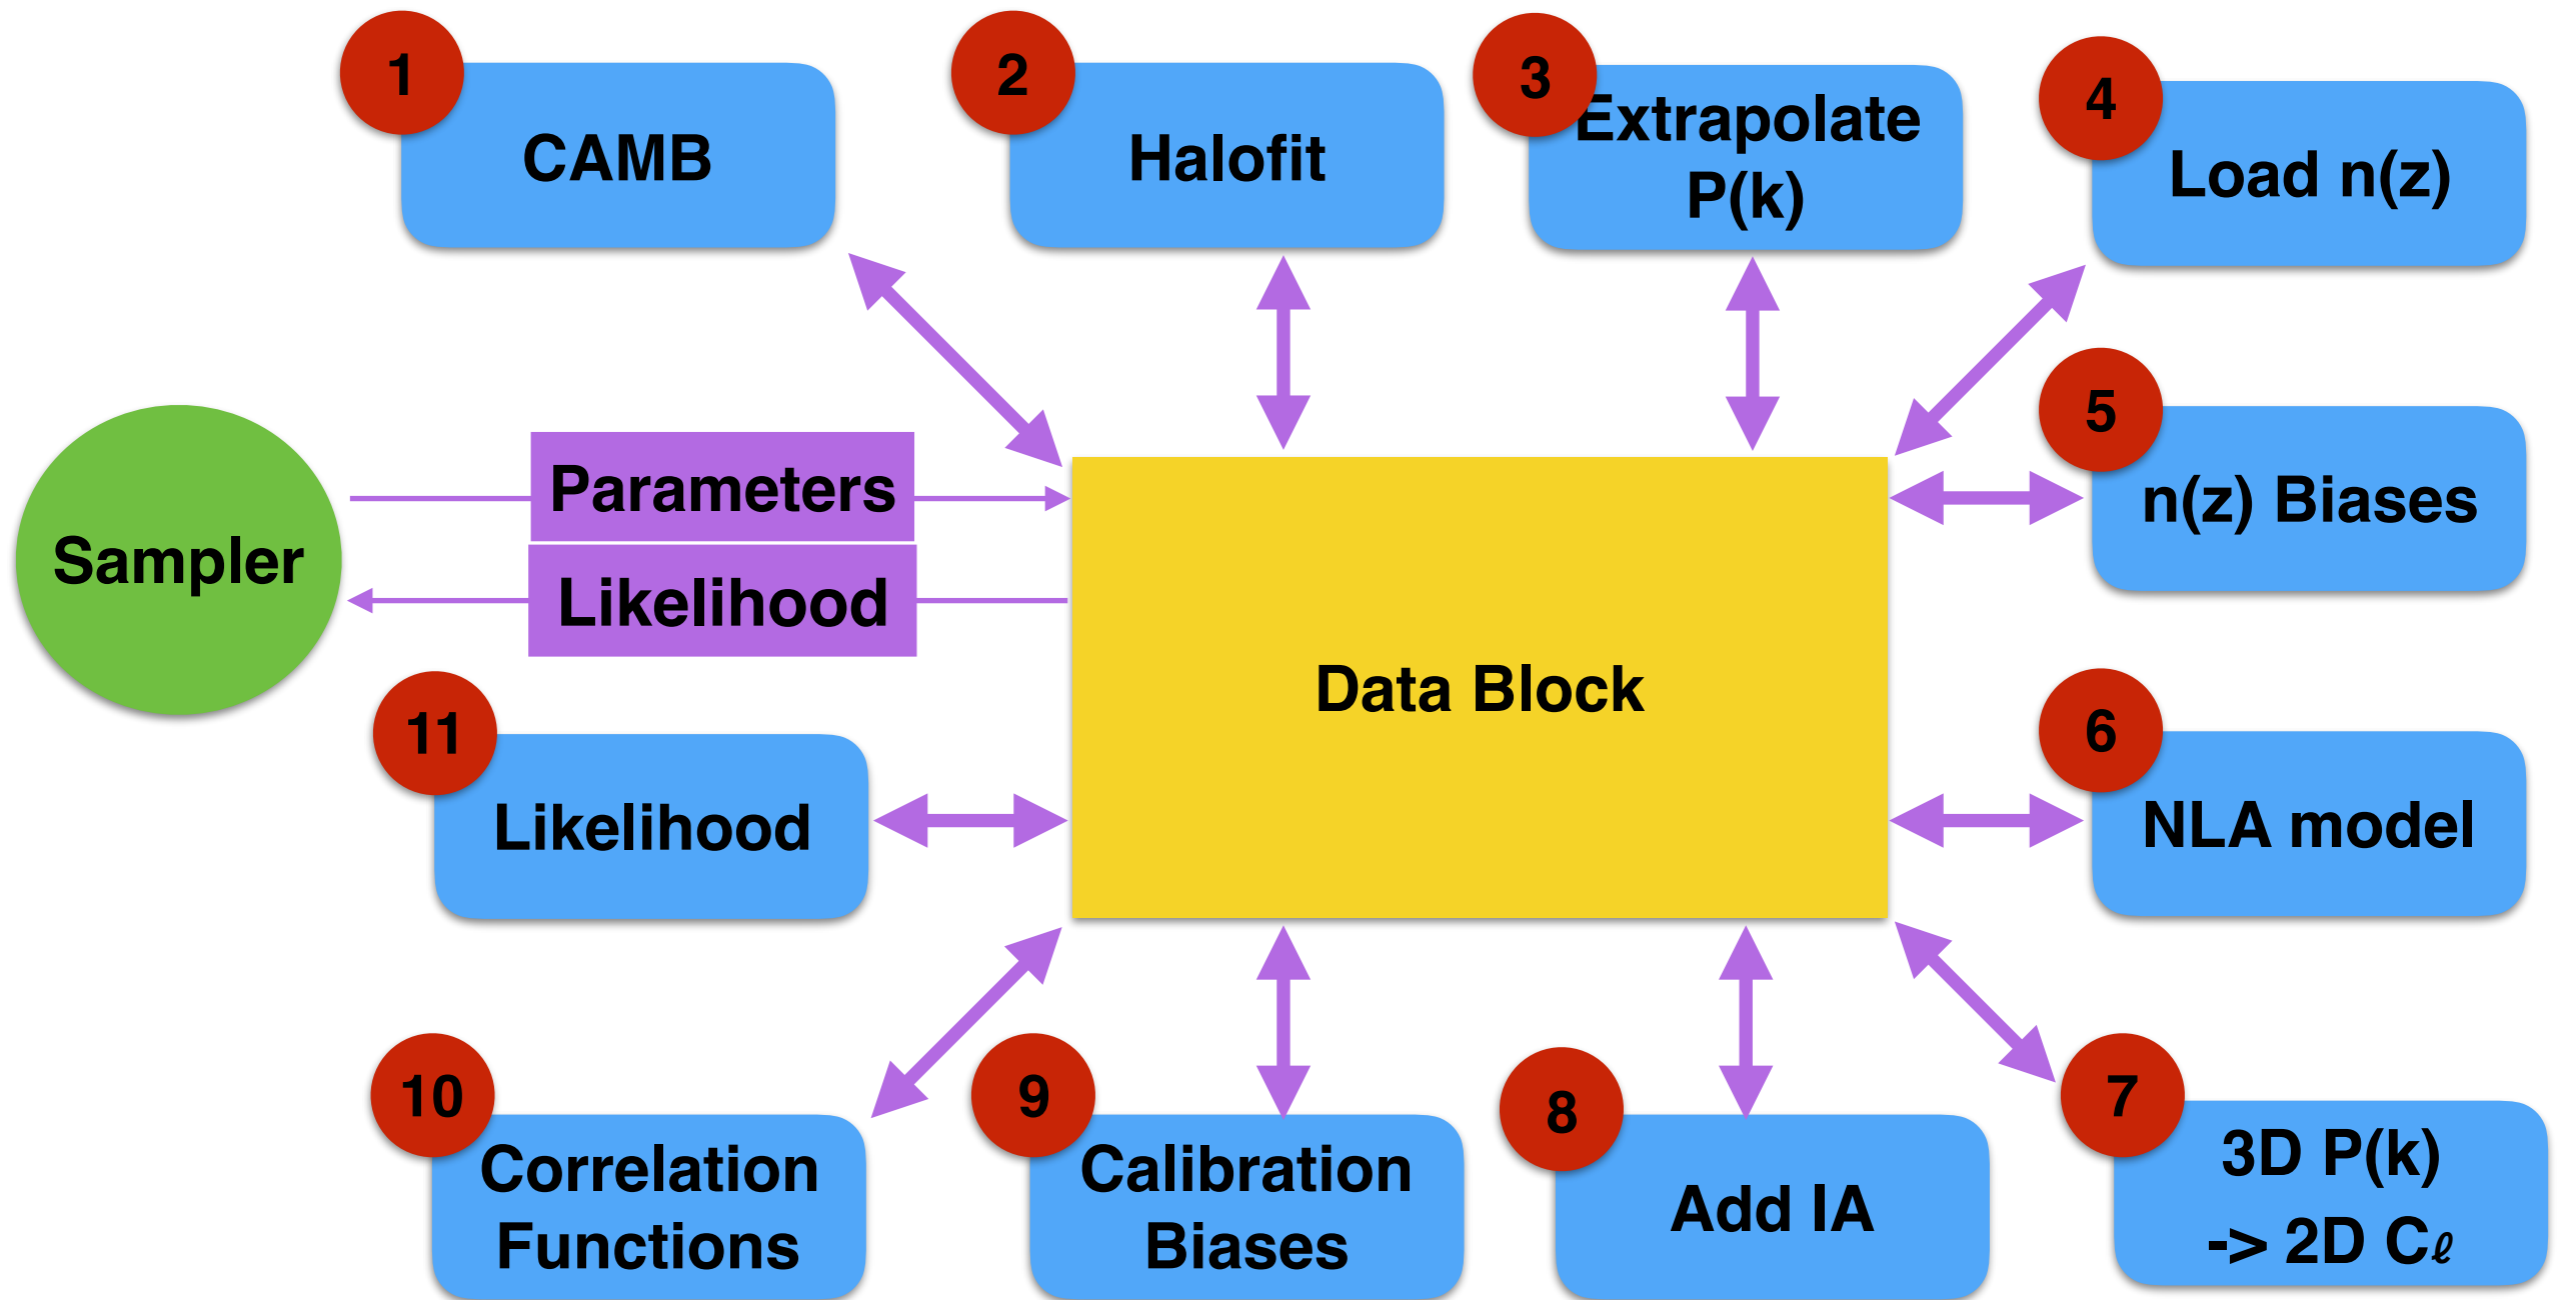 1
CAMB
2
Halofit
3
Extrapolate
P(k)
4
Load n(z)
5
n(z) Biases
Parameters
Sampler
Likelihood
Data Block
11
Likelihood
6
NLA model
10
Correlation
Functions
9
Calibration
Biases
8
Add IA
7
3D P(k)
-> 2D Cℓ